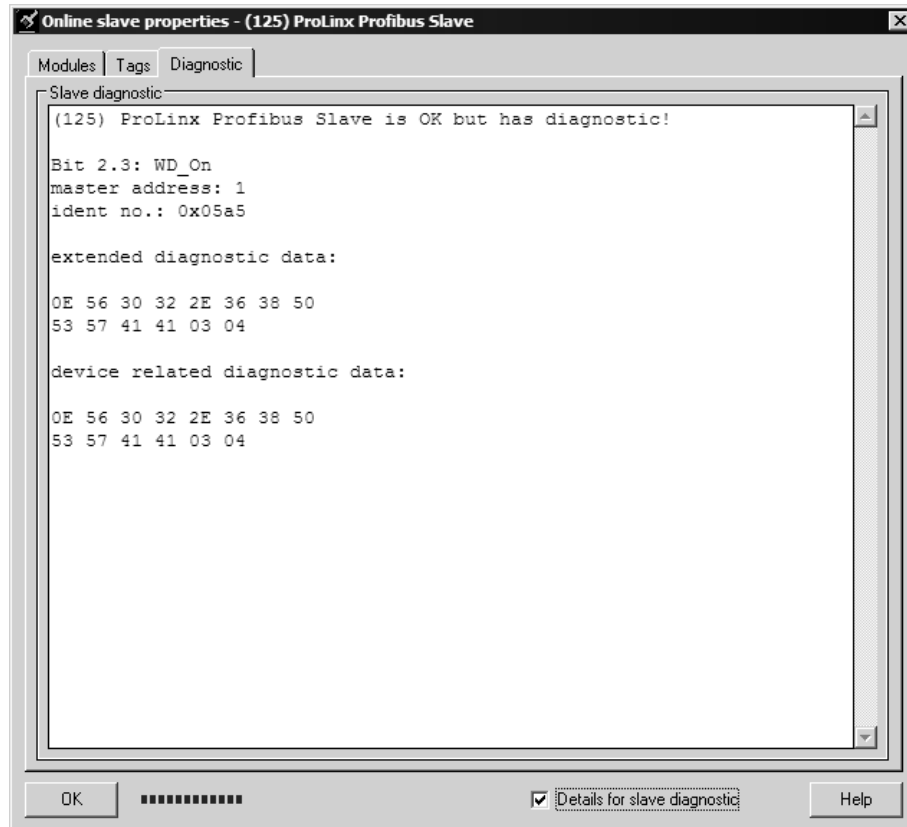 Online slave properties - (125) ProLinx Profibus Slave
Modules Tags Diagnostic
Slave diagnostic
(125) ProLinx Profibus Slave is OK but has diagnostic!
Bit 2.3: WD_On
master address: 1
ident no.: 0x05a5
extended diagnostic data:
0E 56 30 32 2E 36 38 50
53 57 41 41 03 04
device related diagnostic data:
0E 56 30 32 2E 36 38 50
53 57 41 41 03 04
OK Details for slave diagnostic Help